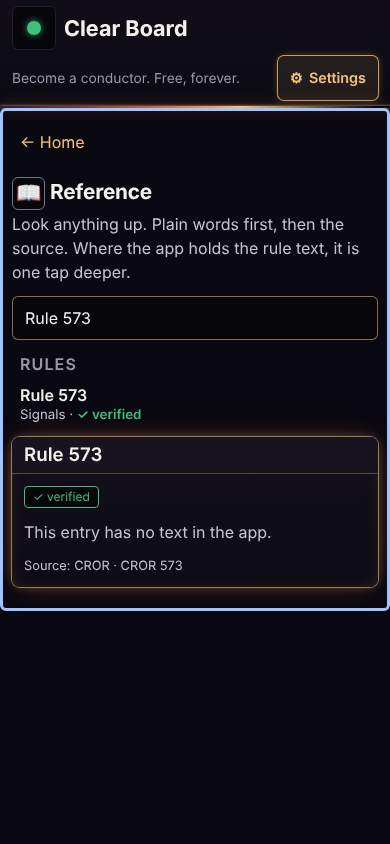 Clear Board
Become a conductor. Free, forever.
⚙ Settings
← Home
📖 Reference
Look anything up. Plain words first, then the
source. Where the app holds the rule text, it is
one tap deeper.
Rule 573
RULES
Rule 573
Signals · ✓ verified
Rule 573
✓ verified
This entry has no text in the app.
Source: CROR · CROR 573